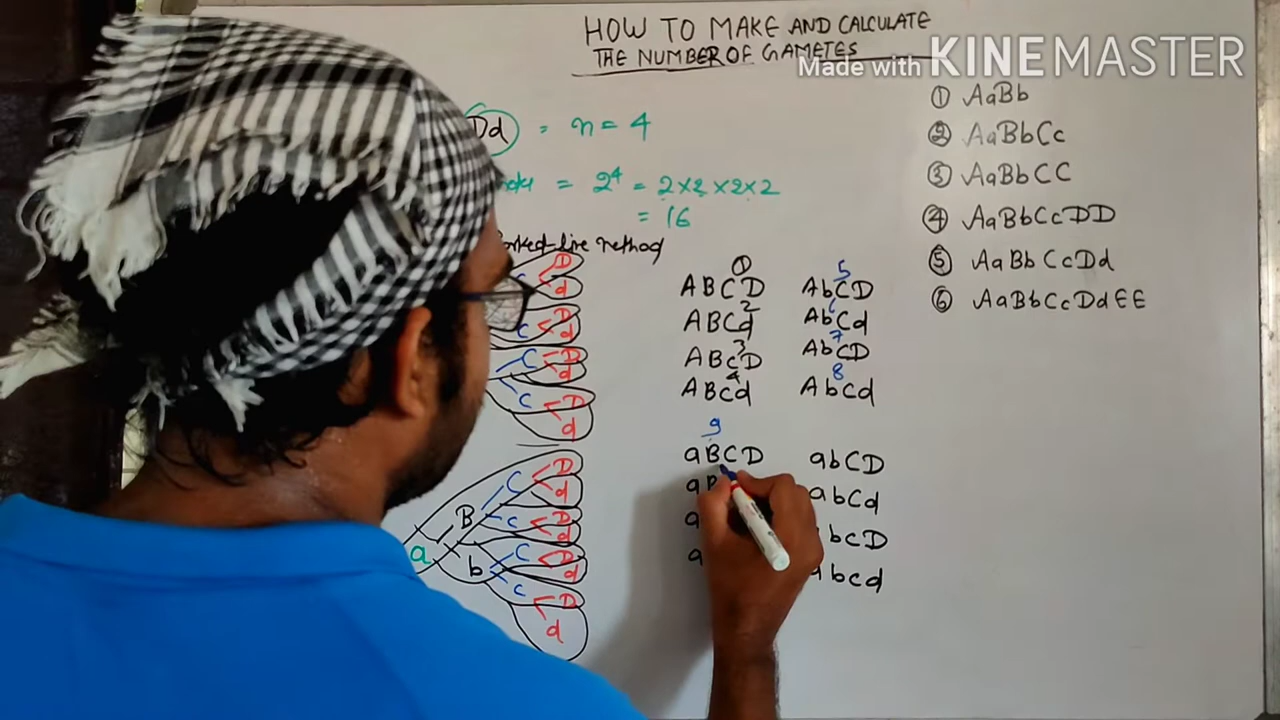 HOW TO MAKE AND CALCULATE
THE NUMBER OF GAMETES
Made with KINEMASTER
Dd = n = 4
= 2⁴ = 2×2×2×2
= 16
Forked-line method
① AaBb
② AaBbCc
③ AaBbCC
④ AaBbCcDD
⑤ AaBbCcDd
⑥ AaBbCcDdEE
①
ABCD
2
ABCd
3
ABcD
4
ABcd
5
AbCD
6
AbCd
7
AbcD
8
Abcd
9
aBCD
abCD
abCd
bcD
abcd
D
d
D
d
c D
d
C D
d
c D
d
a
B
b
C D
d
c D
d
C D
d
c D
d